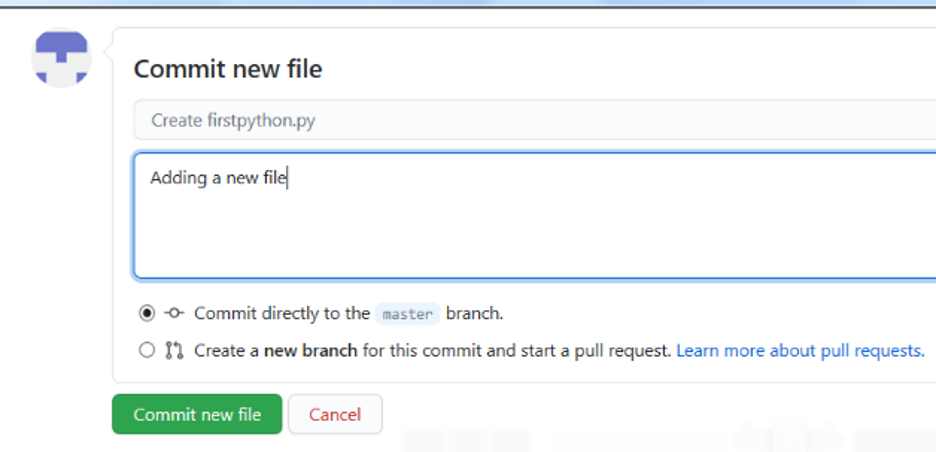 Commit new file
Create firstpython.py
Adding a new file
Commit directly to the master branch.
Create a new branch for this commit and start a pull request. Learn more about pull requests.
Commit new file Cancel